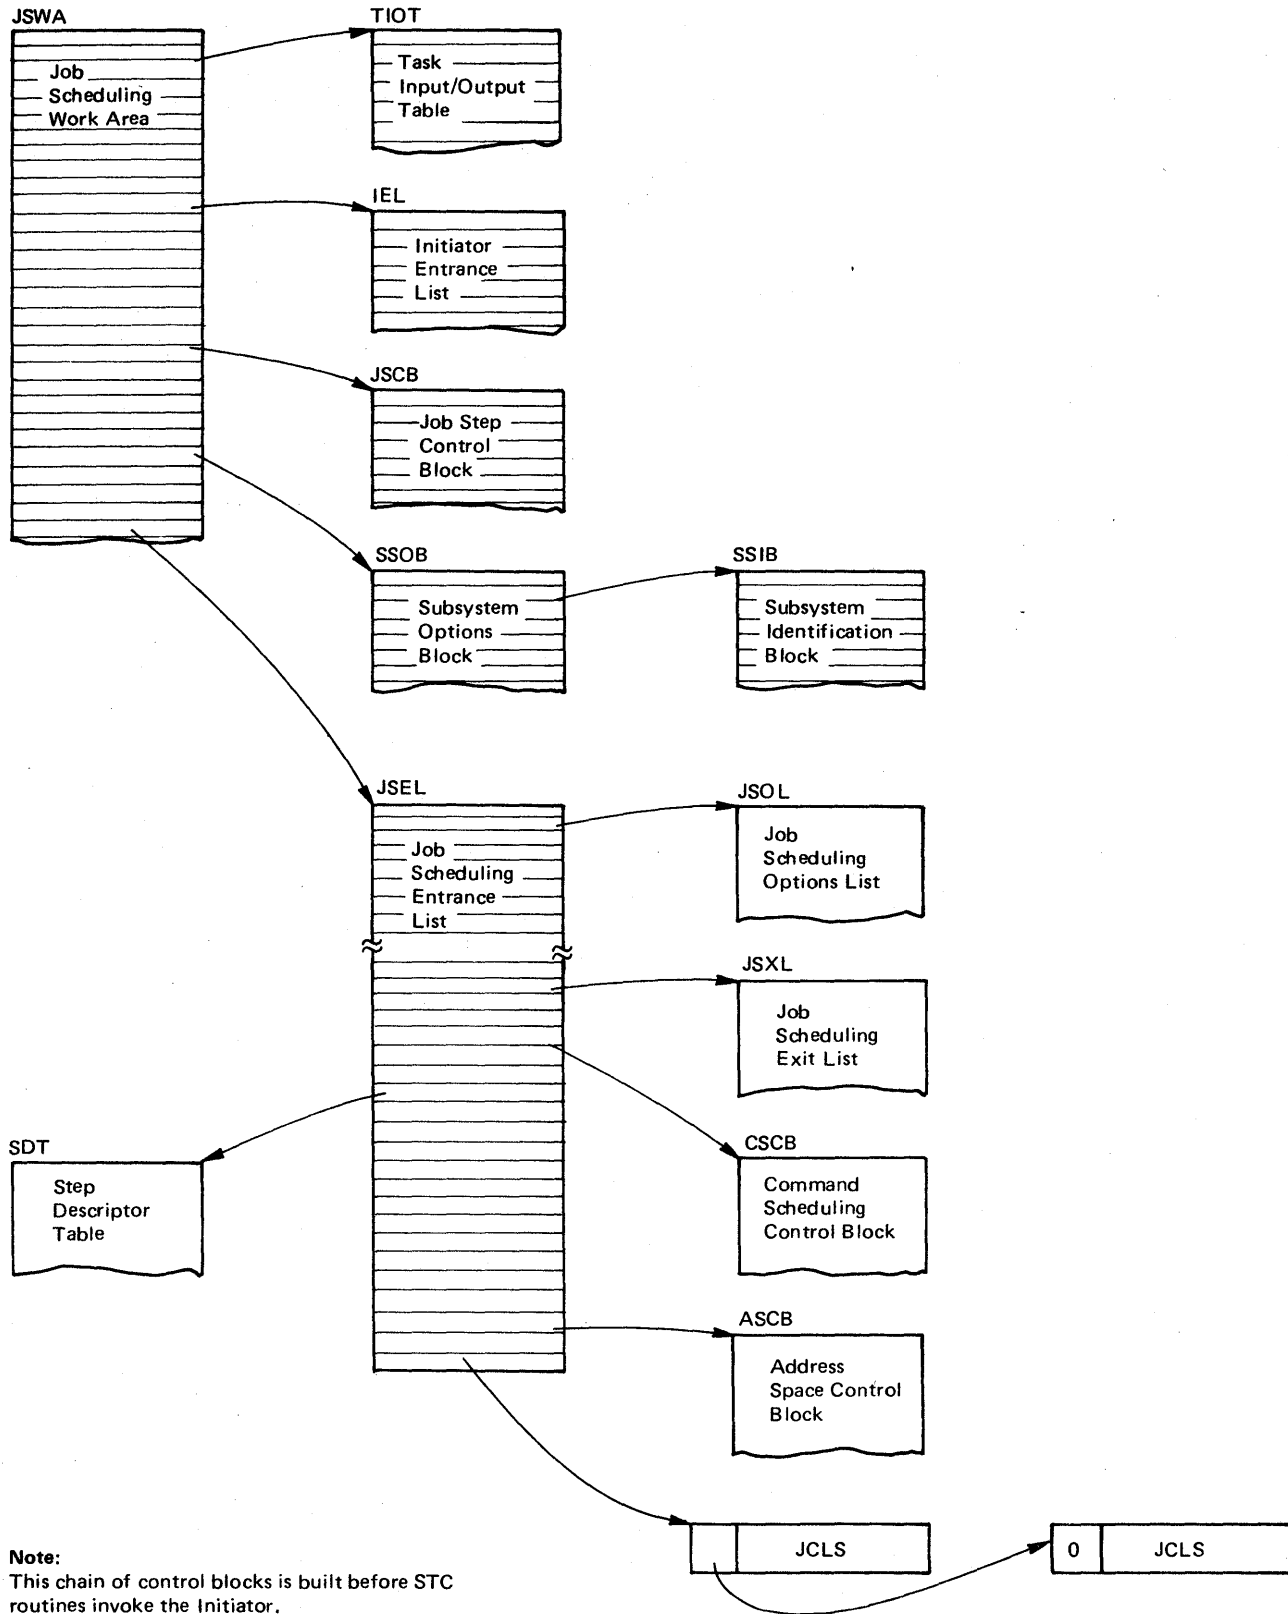 JSWA
Job
Scheduling
Work Area
TIOT
Task
Input/Output
Table
IEL
Initiator
Entrance
List
JSCB
Job Step
Control
Block
SSOB
Subsystem
Options
Block
SSIB
Subsystem
Identification
Block
JSEL
Job
Scheduling
Entrance
List
JSOL
Job
Scheduling
Options List
JSXL
Job
Scheduling
Exit List
SDT
Step
Descriptor
Table
CSCB
Command
Scheduling
Control Block
ASCB
Address
Space Control
Block
JCLS
0
JCLS
Note:
This chain of control blocks is built before STC
routines invoke the Initiator.